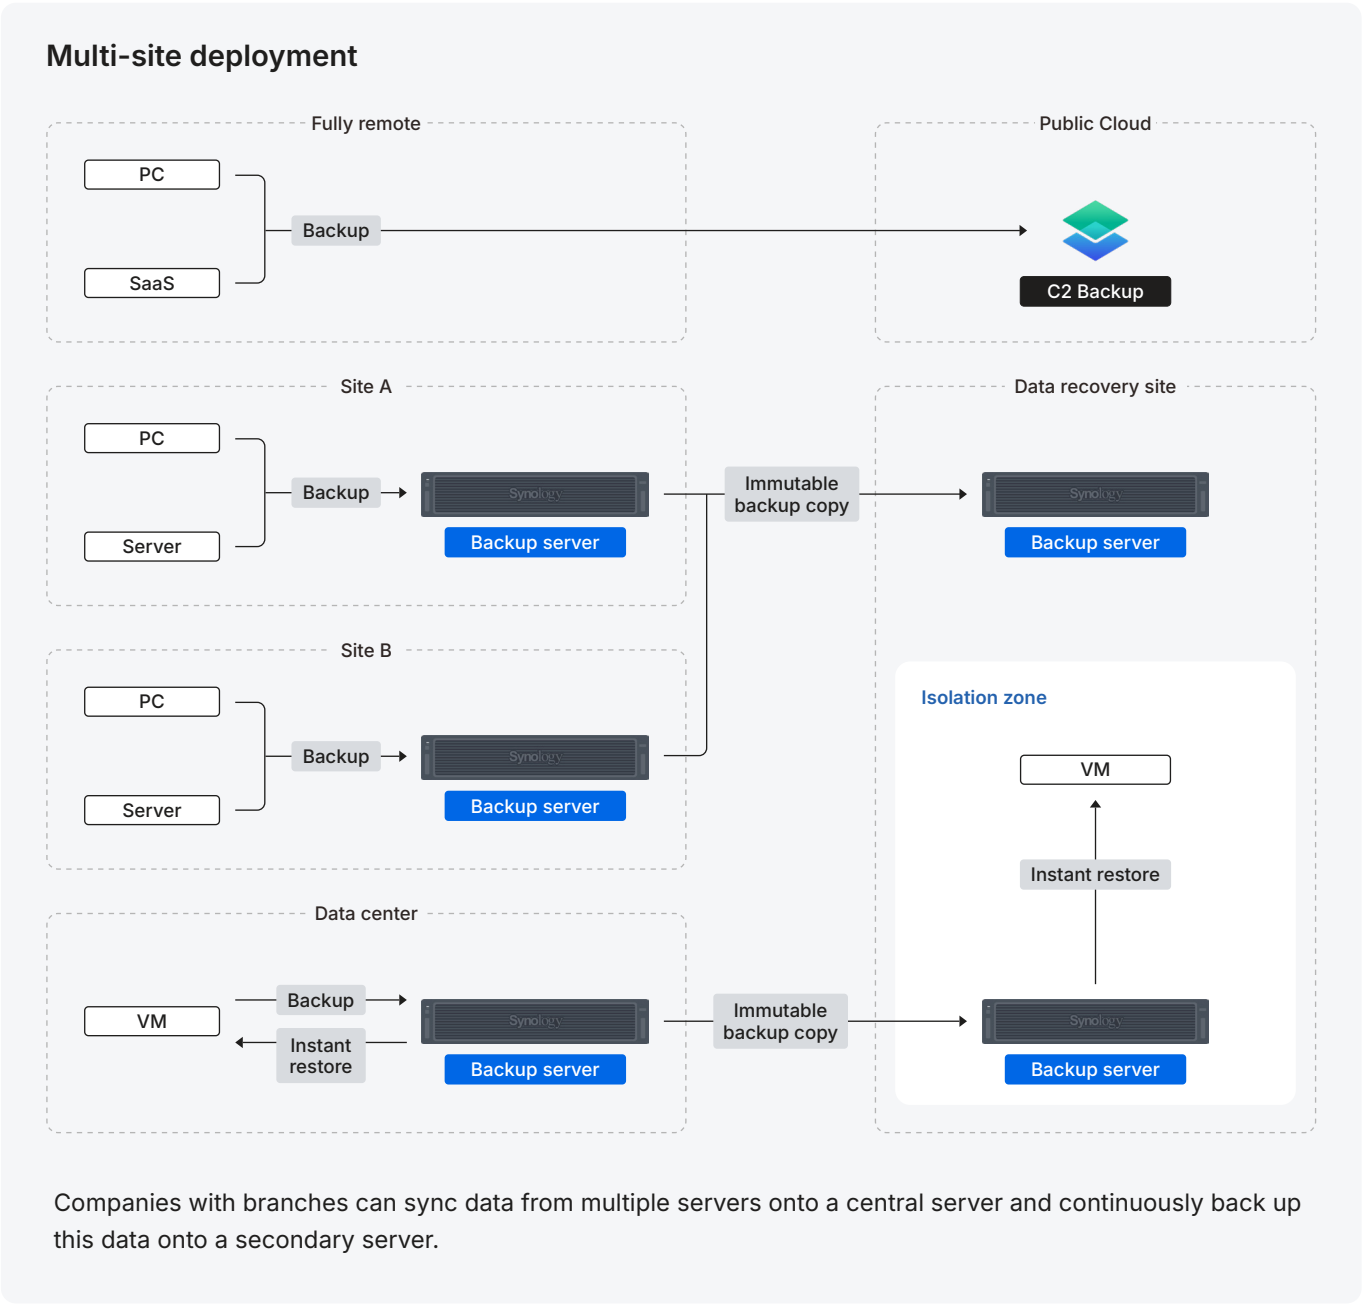 Multi-site deployment
Fully remote
PC
SaaS
Backup
Public Cloud
C2 Backup
Site A
PC
Server
Backup
Synology
Backup server
Immutable
backup copy
Data recovery site
Synology
Backup server
Site B
PC
Server
Backup
Synology
Backup server
Isolation zone
VM
Instant restore
Synology
Backup server
Data center
VM
Backup
Instant
restore
Synology
Backup server
Immutable
backup copy
Companies with branches can sync data from multiple servers onto a central server and continuously back up
this data onto a secondary server.